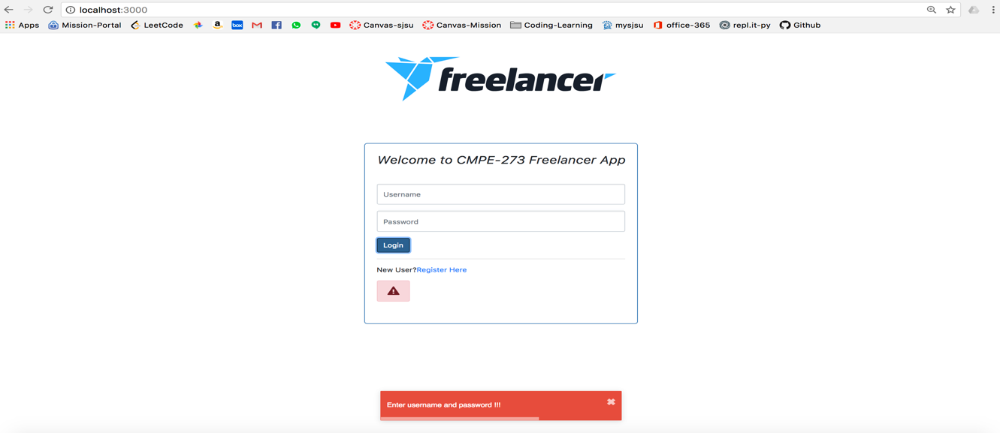 localhost:3000
Apps Mission-Portal LeetCode a box Canvas-sjsu Canvas-Mission Coding-Learning mysjsu office-365 repl.it-py Github
freelancer
Welcome to CMPE-273 Freelancer App
Username
Password
Login
New User?Register Here
Enter username and password !!!